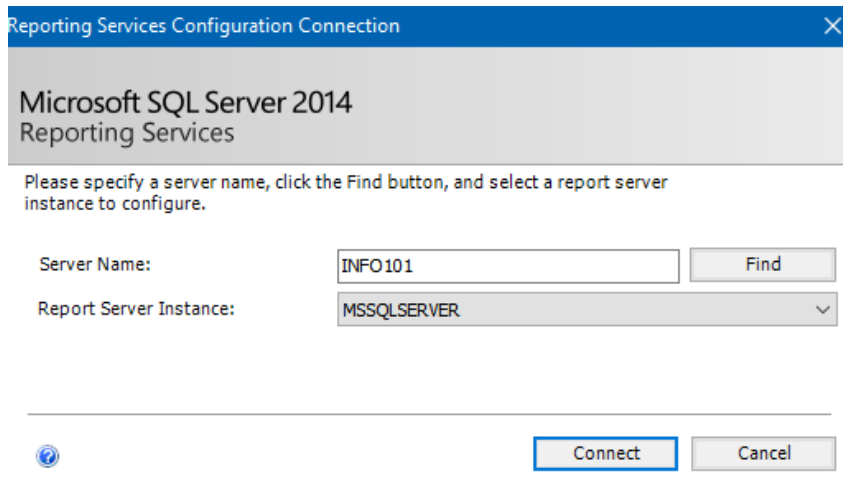 Reporting Services Configuration Connection
Microsoft SQL Server 2014
Reporting Services
Please specify a server name, click the Find button, and select a report server
instance to configure.
Server Name: INFO101 Find
Report Server Instance: MSSQLSERVER
? Connect Cancel